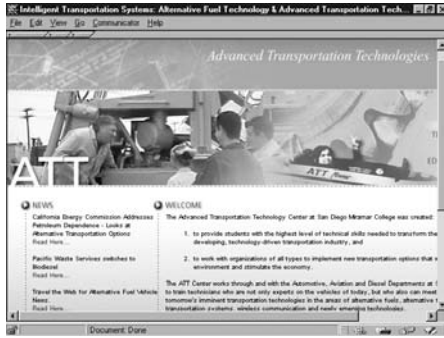 Intelligent Transportation Systems: Alternative Fuel Technology & Advanced Transportation Tech...
File Edit View Go Communicator Help
Advanced Transportation Technologies
ATT
ATT
NEWS
California Energy Commission Addresses
Petroleum Dependence - Looks at
Alternative Transportation Options
Read Here...
Pacific Waste Services switches to
Biodiesel
Read Here...
Travel the Web for Alternative Fuel Vehicle
News.
Read Here...
WELCOME
The Advanced Transportation Technology Center at San Diego Miramar College was created:
1. to provide students with the highest level of technical skills needed to transform the
developing, technology-driven transportation industry, and
2. to work with organizations of all types to implement new transportation options that
environment and stimulate the economy.
The ATT Center works through and with the Automotive, Aviation and Diesel Departments at
to train technicians who are not only experts on the vehicles of today, but who also can meet
tomorrow's imminent transportation technologies in the areas of alternative fuels, alternative
transportation systems, wireless communication and newly emerging technologies.
Document: Done